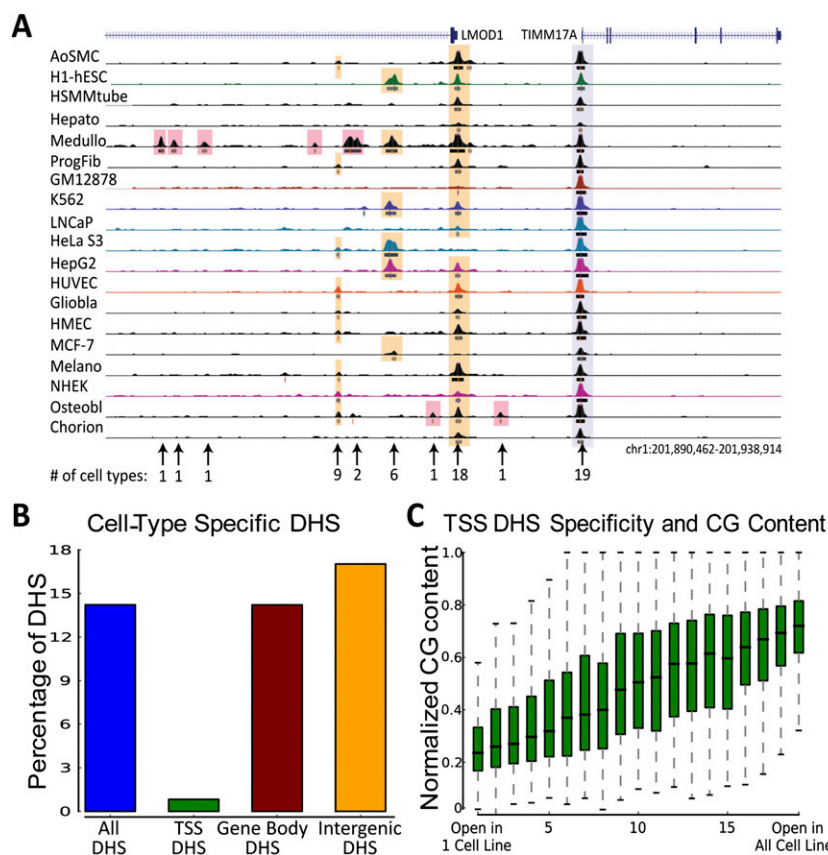 A
LMOD1 TIMM17A
AoSMC
H1-hESC
HSMMtube
Hepato
Medullo
ProgFib
GM12878
K562
LNCaP
HeLa S3
HepG2
HUVEC
Gliobla
HMEC
MCF-7
Melano
NHEK
Osteobl
Chorion
chr1:201,890,462-201,938,914
# of cell types: 1 1 1 9 2 6 1 18 1 19
B Cell-Type Specific DHS
Percentage of DHS
18
15
12
9
6
3
0
All DHS
TSS DHS
Gene Body DHS
Intergenic DHS
C TSS DHS Specificity and CG Content
Normalized CG content
1.0
0.8
0.6
0.4
0.2
0
Open in 1 Cell Line
5
10
15
Open in All Cell Line